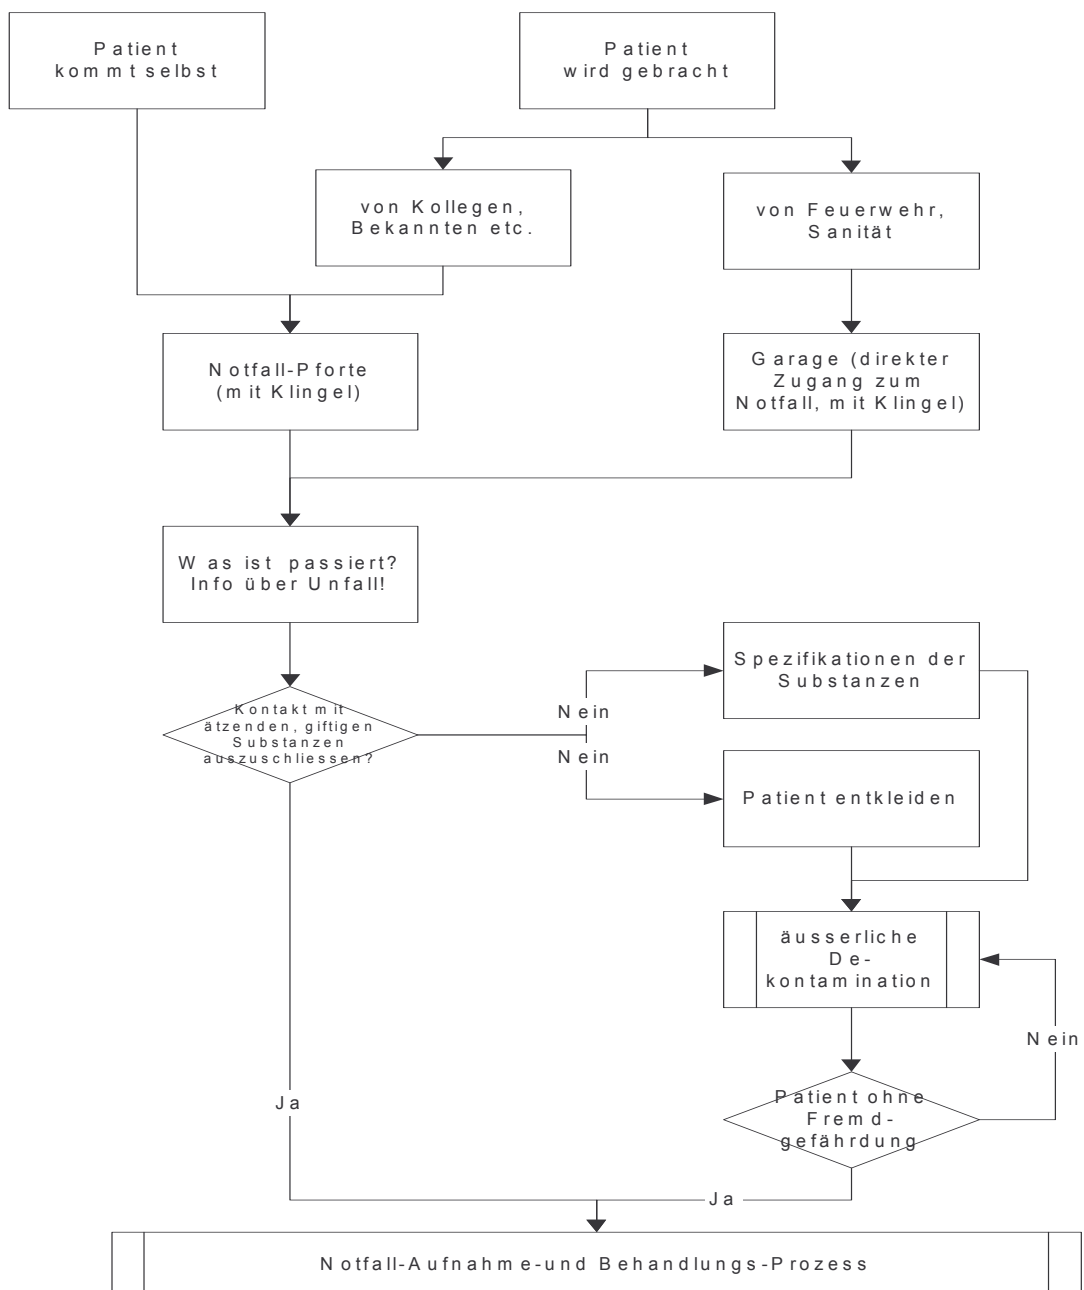 Patient
kommt selbst
Patient
wird gebracht
von Kollegen,
Bekannten etc.
von Feuerwehr,
Sanität
Notfall-Pforte
(mit Klingel)
Garage (direkter
Zugang zum
Notfall, mit Klingel)
Was ist passiert?
Info über Unfall!
Kontakt mit
ätzenden, giftigen
Substanzen
auszuschliessen?
Nein
Nein
Spezifikationen der
Substanzen
Patient entkleiden
äusserliche
De-
kontamination
Nein
Patient ohne
Fremd-
gefährdung
Ja
Ja
Notfall-Aufnahme-und Behandlungs-Prozess